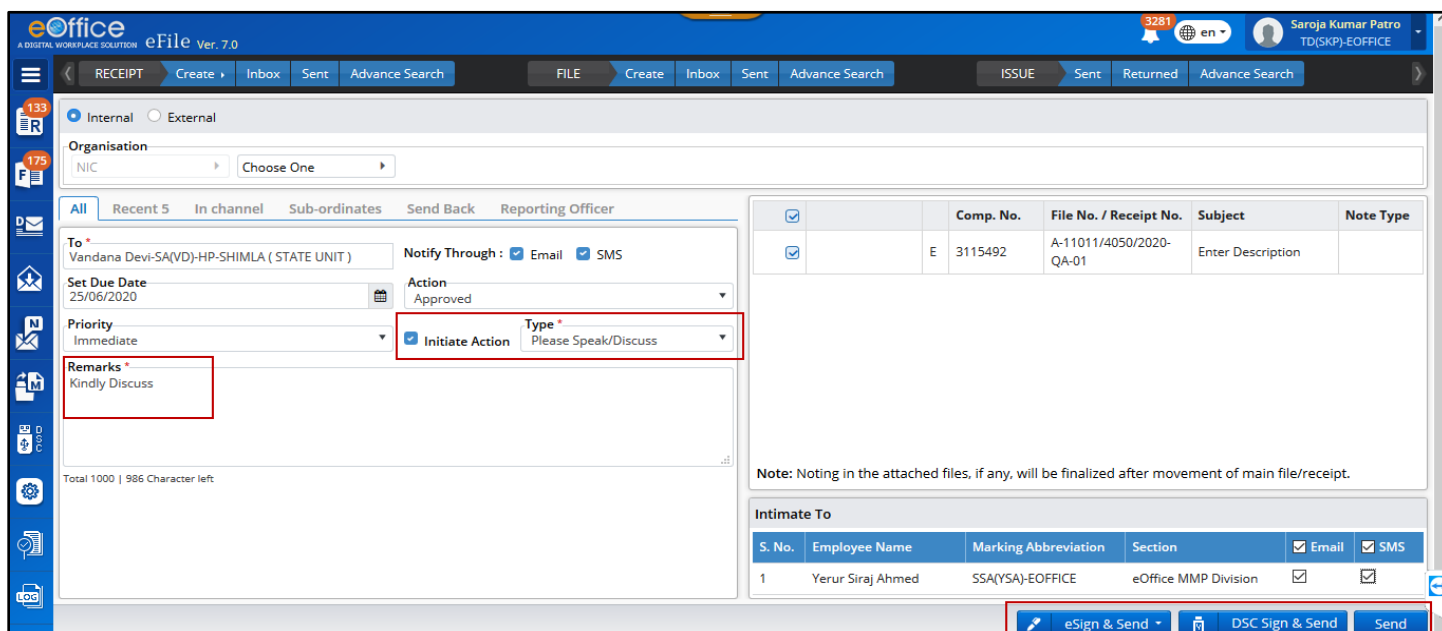 eOffice
A DIGITAL WORKPLACE SOLUTION eFile Ver. 7.0
3281
en
Saroja Kumar Patro
TD(SKP)-EOFFICE
RECEIPT Create Inbox Sent Advance Search FILE Create Inbox Sent Advance Search ISSUE Sent Returned Advance Search
133
R
175
F
D
N
M
DSC
LOG
Internal External
Organisation
NIC Choose One
All Recent 5 In channel Sub-ordinates Send Back Reporting Officer
To *
Vandana Devi-SA(VD)-HP-SHIMLA ( STATE UNIT )
Notify Through : Email SMS
Set Due Date
25/06/2020
Action
Approved
Priority
Immediate
Initiate Action
Type *
Please Speak/Discuss
Remarks *
Kindly Discuss
Total 1000 | 986 Character left
Comp. No. File No. / Receipt No. Subject Note Type
E 3115492 A-11011/4050/2020-
QA-01
Enter Description
Note: Noting in the attached files, if any, will be finalized after movement of main file/receipt.
Intimate To
S. No. Employee Name Marking Abbreviation Section Email SMS
1 Yerur Siraj Ahmed SSA(YSA)-EOFFICE eOffice MMP Division
eSign & Send DSC Sign & Send Send